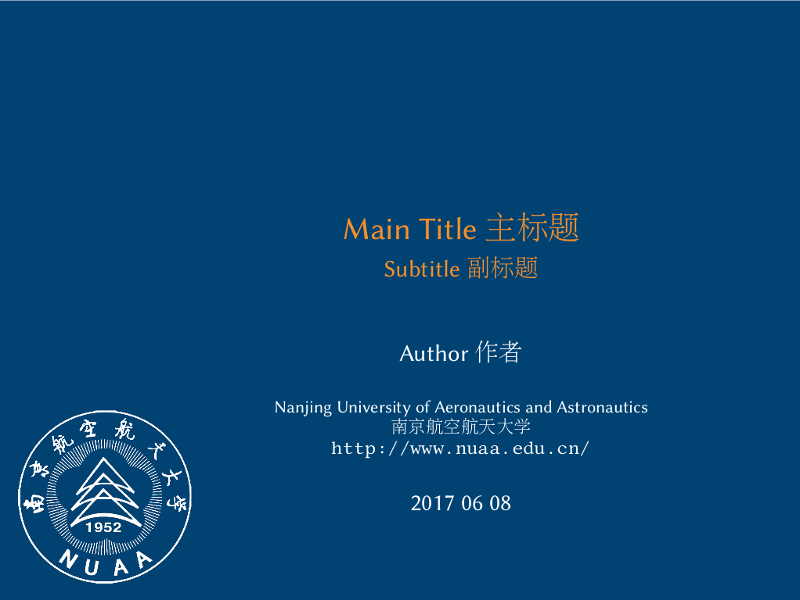 Main Title 主标题
Subtitle 副标题
Author 作者
Nanjing University of Aeronautics and Astronautics
南京航空航天大学
http://www.nuaa.edu.cn/
2017 06 08
南京航空航天大学
1952
NUAA